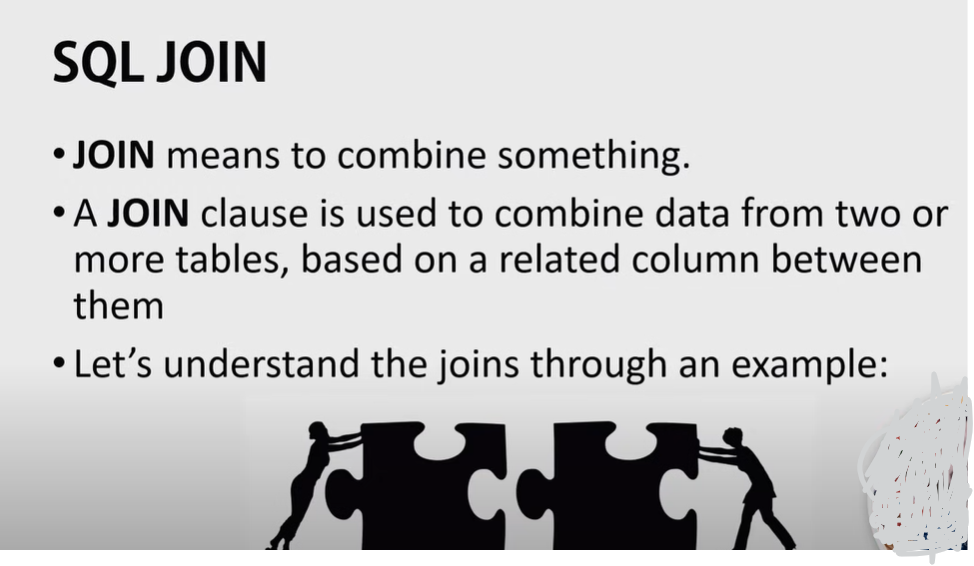 SQL JOIN
• JOIN means to combine something.
• A JOIN clause is used to combine data from two or
more tables, based on a related column between
them
• Let’s understand the joins through an example: